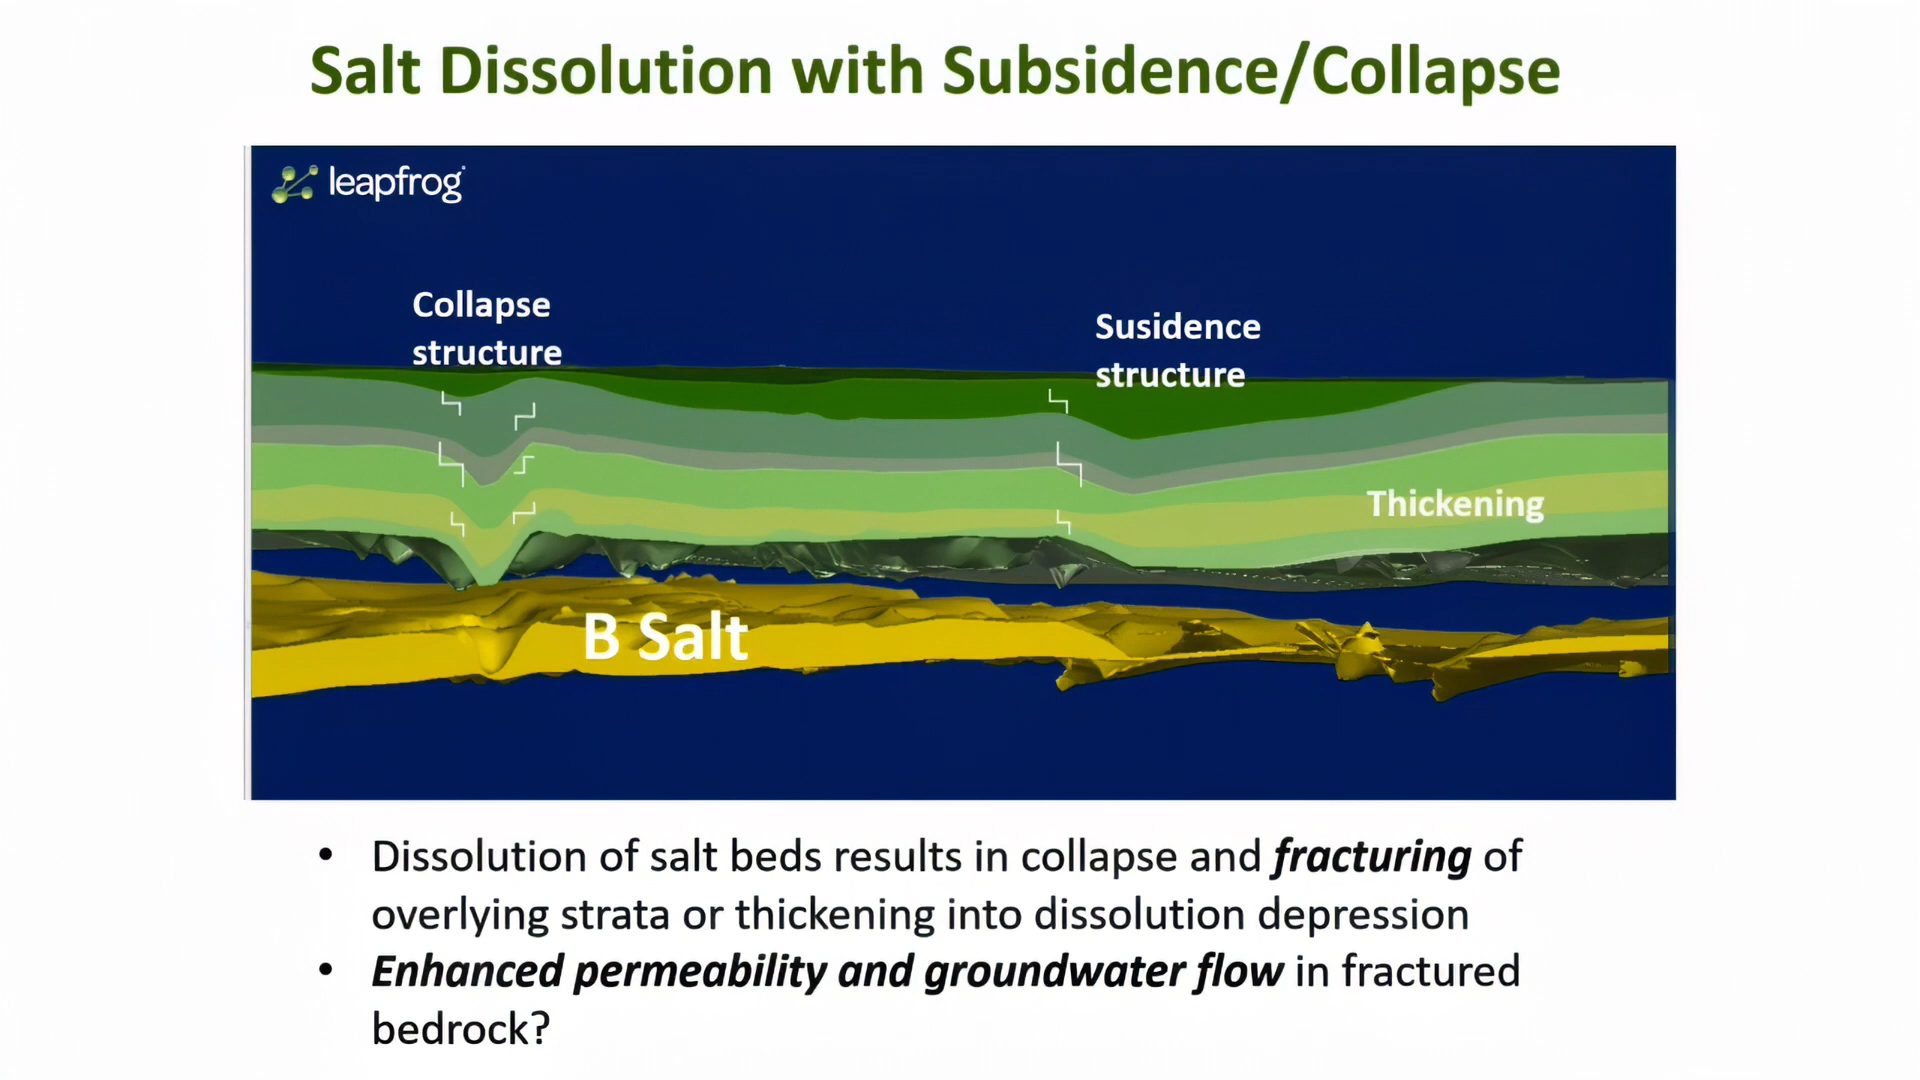 Salt Dissolution with Subsidence/Collapse
leapfrog
Collapse
structure
Susidence
structure
Thickening
B Salt
• Dissolution of salt beds results in collapse and fracturing of
overlying strata or thickening into dissolution depression
• Enhanced permeability and groundwater flow in fractured
bedrock?